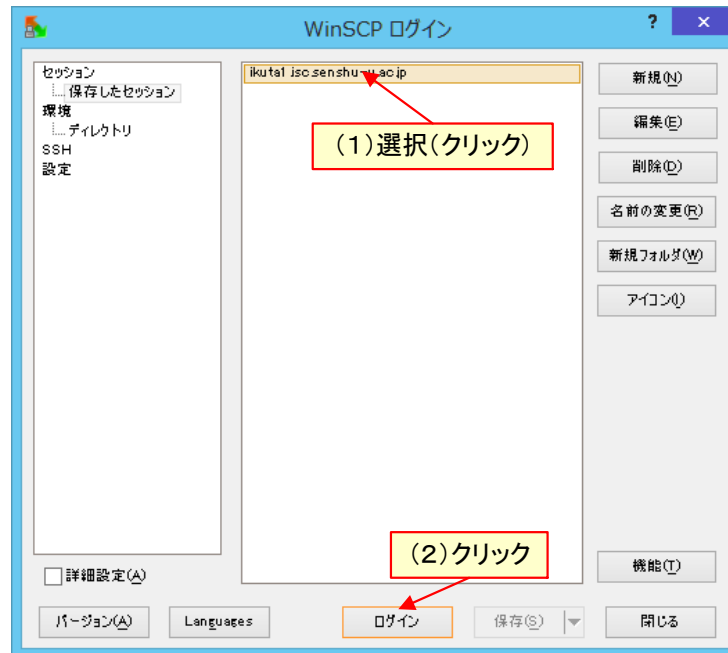 WinSCP ログイン
?
×
セッション
保存したセッション
環境
ディレクトリ
SSH
設定
ikuta1.isc.senshu-u.ac.jp
(1)選択(クリック)
新規(N)
編集(E)
削除(D)
名前の変更(R)
新規フォルダ(W)
アイコン(I)
(2)クリック
機能(T)
詳細設定(A)
バージョン(A)
Languages
ログイン
保存(S)
閉じる